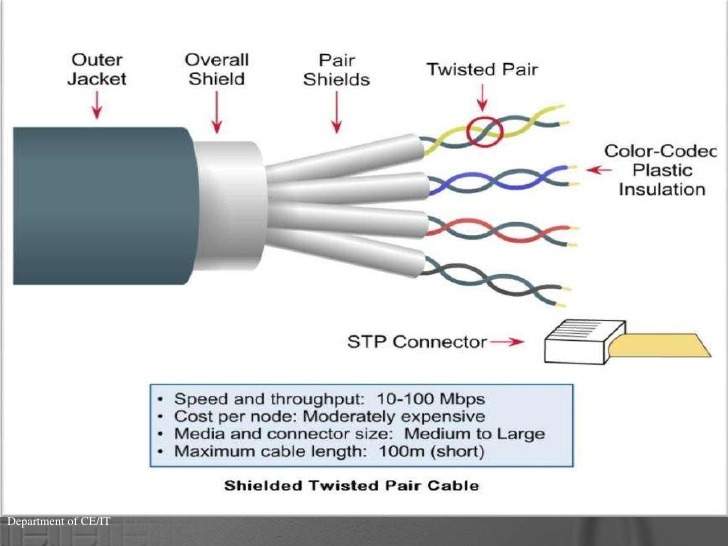 Outer
Jacket
Overall
Shield
Pair
Shields
Twisted Pair
Color-Coded
Plastic
Insulation
STP Connector
• Speed and throughput: 10-100 Mbps
• Cost per node: Moderately expensive
• Media and connector size: Medium to Large
• Maximum cable length: 100m (short)
Shielded Twisted Pair Cable
Department of CE/IT